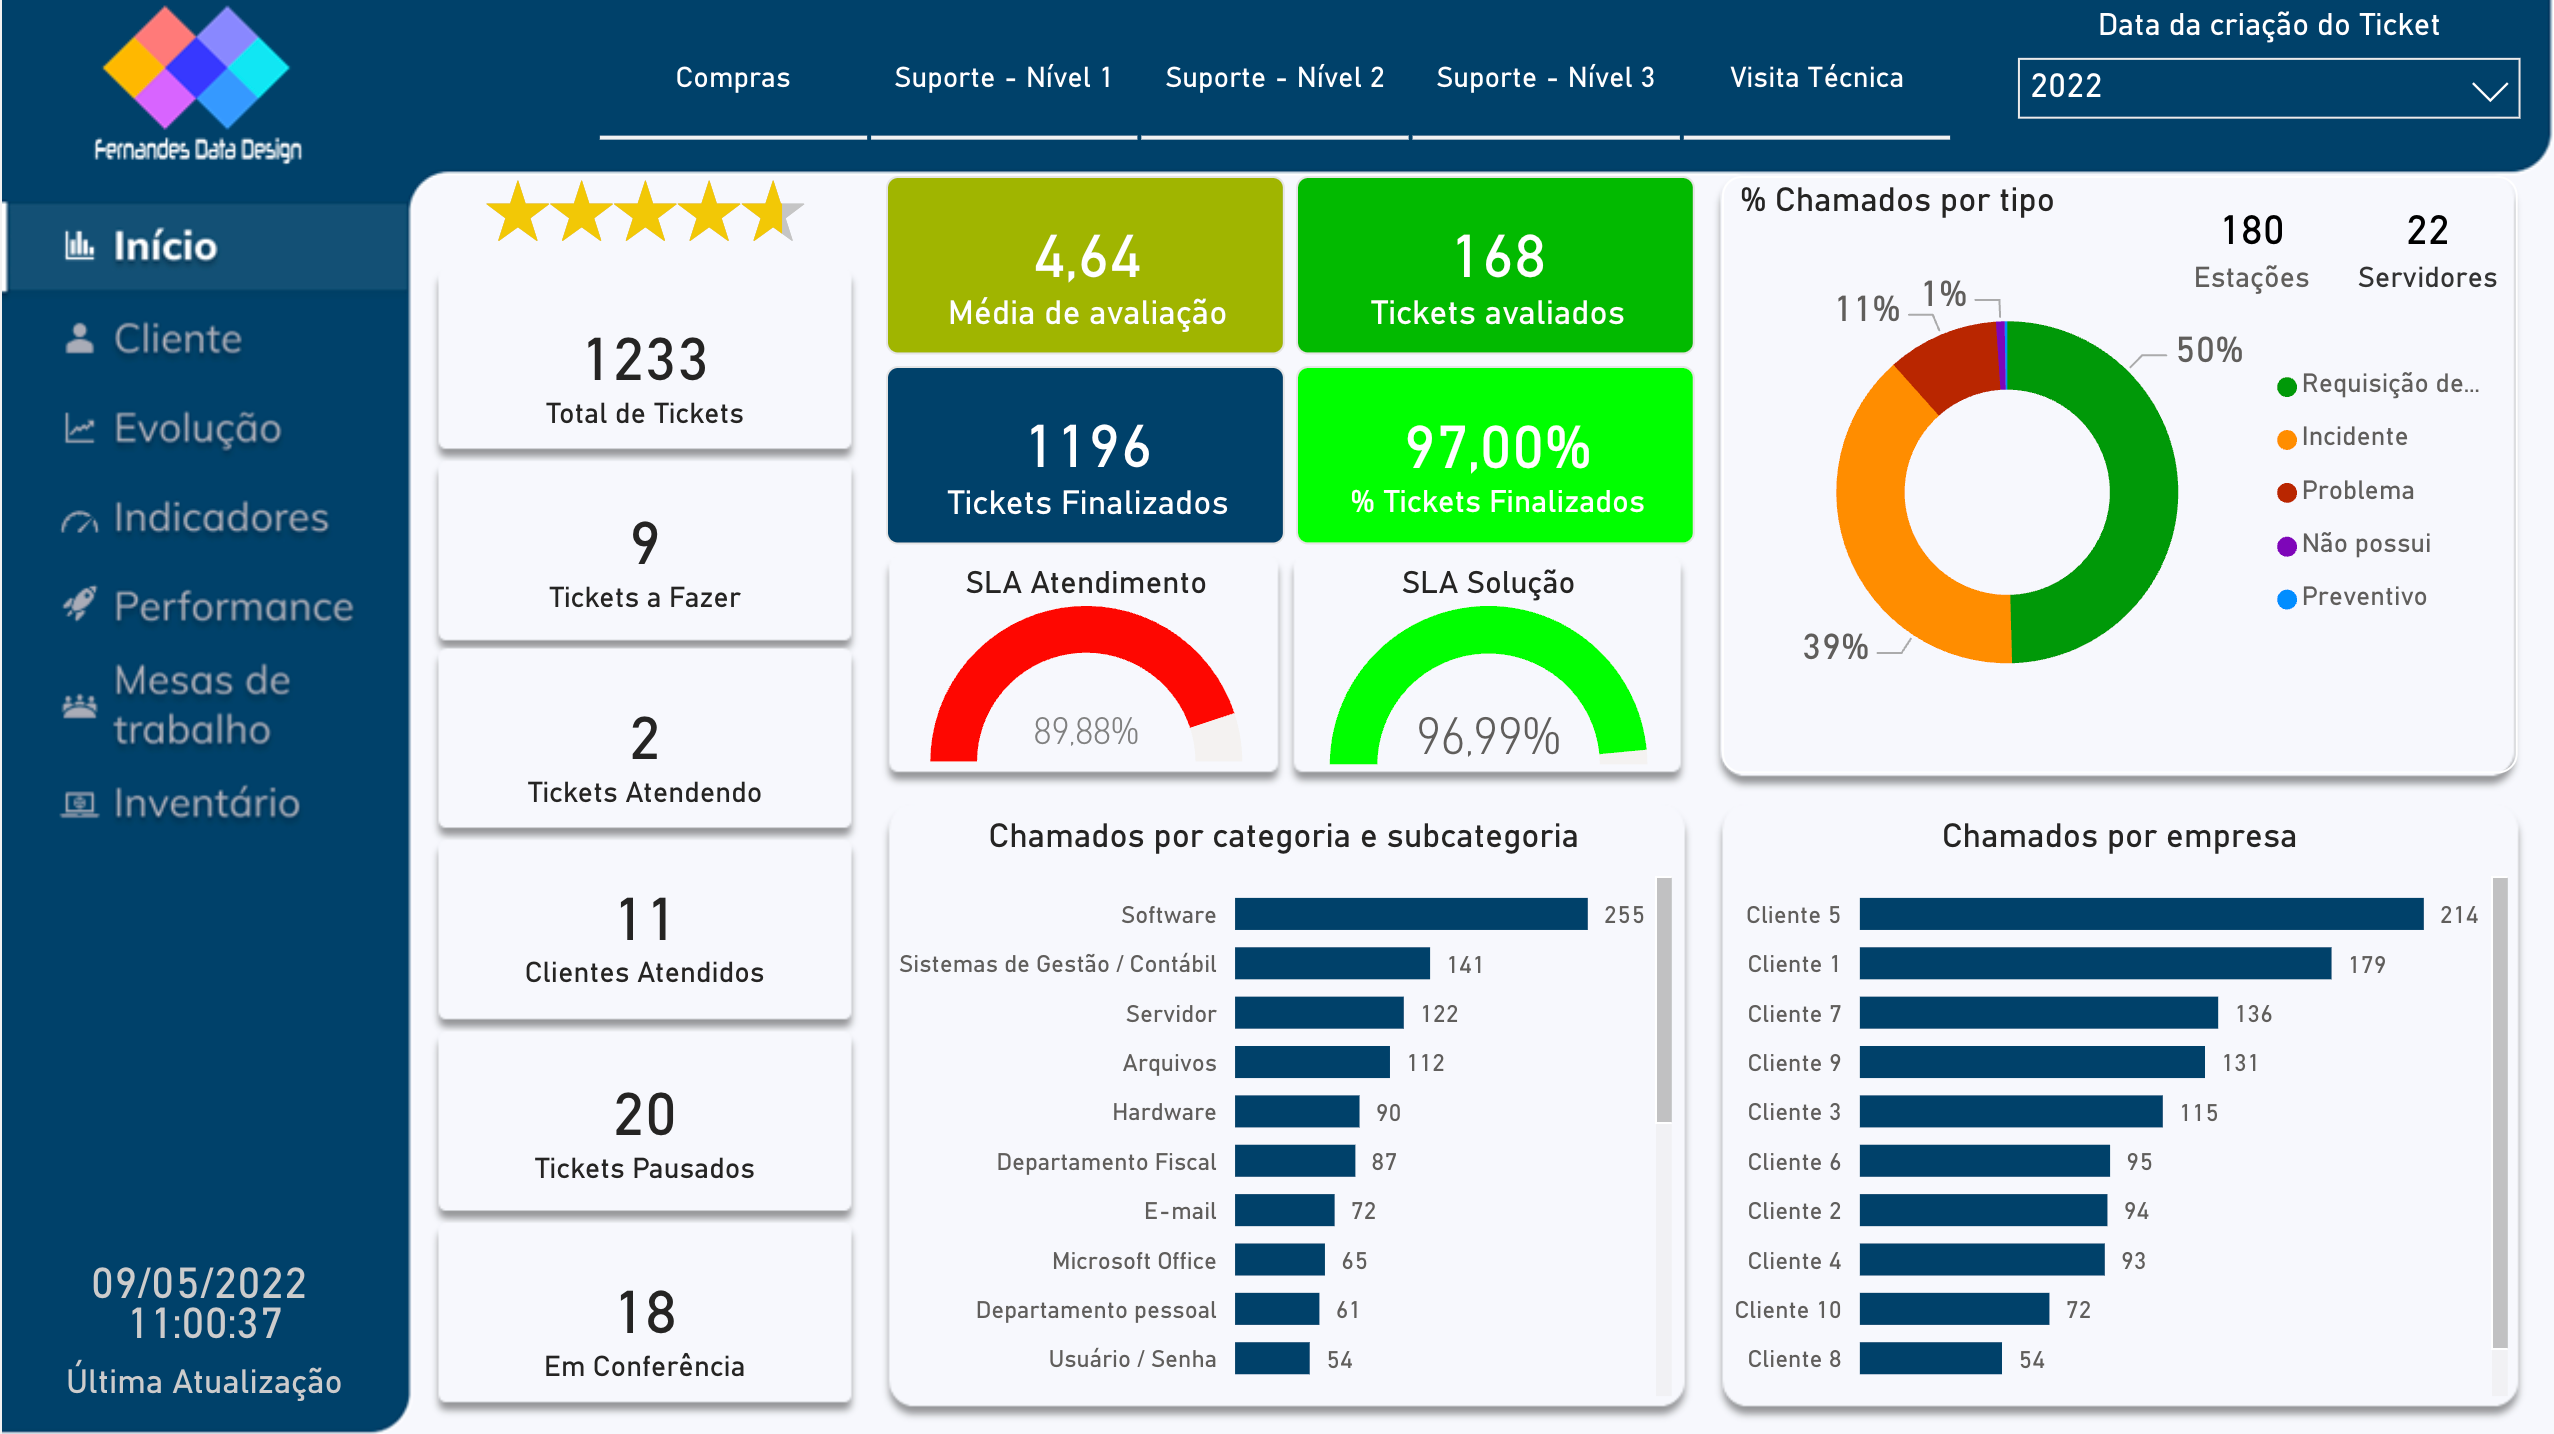 Fernandes Data Design
Compras
Suporte - Nível 1
Suporte - Nível 2
Suporte - Nível 3
Visita Técnica
Data da criação do Ticket
2022
Início
Cliente
Evolução
Indicadores
Performance
Mesas de
trabalho
Inventário
09/05/2022
11:00:37
Última Atualização
1233
Total de Tickets
9
Tickets a Fazer
2
Tickets Atendendo
11
Clientes Atendidos
20
Tickets Pausados
18
Em Conferência
4,64
Média de avaliação
168
Tickets avaliados
1196
Tickets Finalizados
97,00%
% Tickets Finalizados
SLA Atendimento
89,88%
SLA Solução
96,99%
% Chamados por tipo
180
Estações
22
Servidores
11%
1%
50%
39%
Requisição de...
Incidente
Problema
Não possui
Preventivo
Chamados por categoria e subcategoria
Software 255
Sistemas de Gestão / Contábil 141
Servidor 122
Arquivos 112
Hardware 90
Departamento Fiscal 87
E-mail 72
Microsoft Office 65
Departamento pessoal 61
Usuário / Senha 54
Chamados por empresa
Cliente 5 214
Cliente 1 179
Cliente 7 136
Cliente 9 131
Cliente 3 115
Cliente 6 95
Cliente 2 94
Cliente 4 93
Cliente 10 72
Cliente 8 54